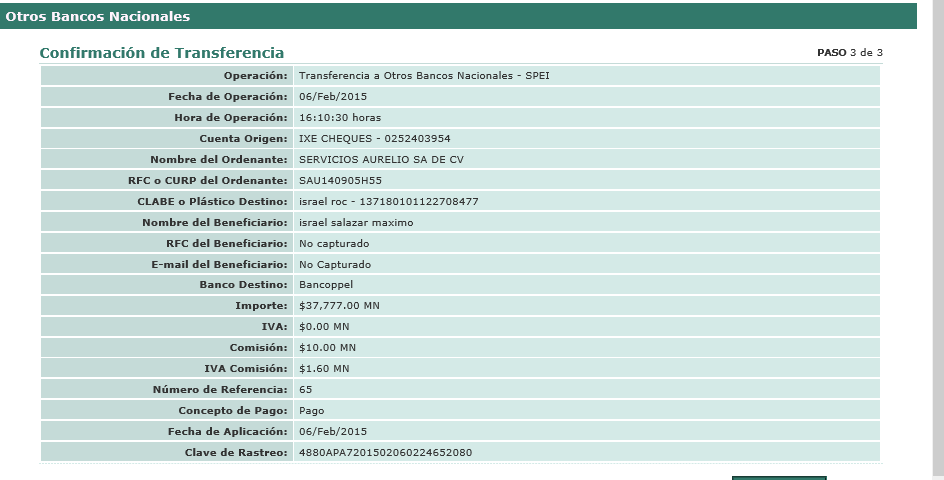 Otros Bancos Nacionales
Confirmación de Transferencia PASO 3 de 3
Operación: Transferencia a Otros Bancos Nacionales - SPEI
Fecha de Operación: 06/Feb/2015
Hora de Operación: 16:10:30 horas
Cuenta Origen: IXE CHEQUES - 0252403954
Nombre del Ordenante: SERVICIOS AURELIO SA DE CV
RFC o CURP del Ordenante: SAU140905H55
CLABE o Plástico Destino: israel roc - 137180101122708477
Nombre del Beneficiario: israel salazar maximo
RFC del Beneficiario: No capturado
E-mail del Beneficiario: No Capturado
Banco Destino: Bancoppel
Importe: $37,777.00 MN
IVA: $0.00 MN
Comisión: $10.00 MN
IVA Comisión: $1.60 MN
Número de Referencia: 65
Concepto de Pago: Pago
Fecha de Aplicación: 06/Feb/2015
Clave de Rastreo: 4880APA7201502060224652080